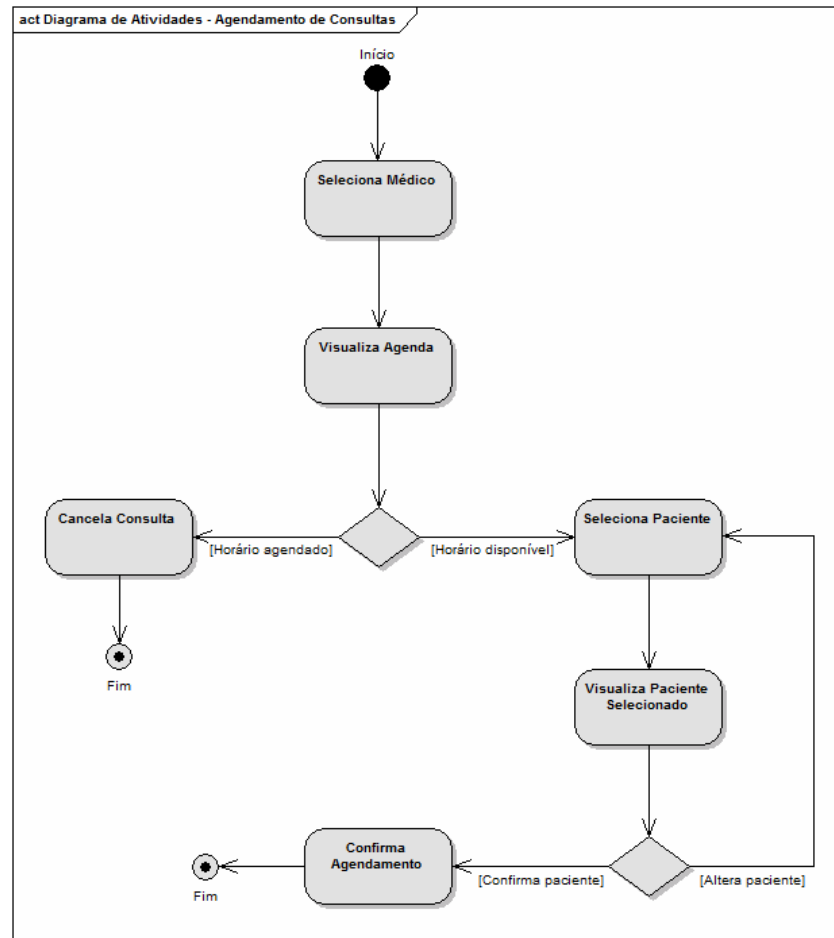 act Diagrama de Atividades - Agendamento de Consultas
Início
Seleciona Médico
Visualiza Agenda
Cancela Consulta
Seleciona Paciente
[Horário agendado]
[Horário disponível]
Fim
Visualiza Paciente
Selecionado
Confirma
Agendamento
[Confirma paciente]
[Altera paciente]
Fim